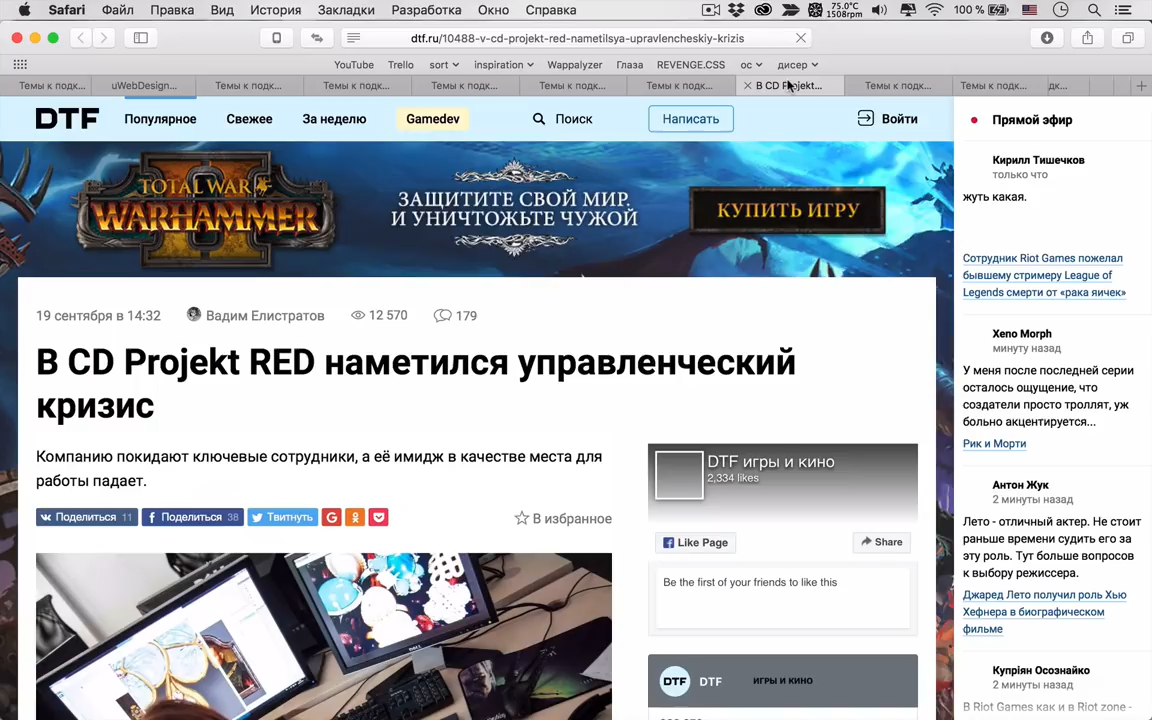 Safari Файл Правка Вид История Закладки Разработка Окно Справка 75.0°C 1508rpm 100 %
dtf.ru/10488-v-cd-projekt-red-nametilsya-upravlencheskiy-krizis
YouTube Trello sort inspiration Wappalyzer Глаза REVENGE.CSS ос дисер
Темы к подк... uWebDesign... Темы к подк... Темы к подк... Темы к подк... Темы к подк... Темы к подк... Темы к подк... Темы к подк... дк...
DTF Популярное Свежее За неделю Gamedev Поиск Написать Войти
TOTAL WAR
WARHAMMER
II
ЗАЩИТИТЕ СВОЙ МИР,
И УНИЧТОЖЬТЕ ЧУЖОЙ
КУПИТЬ ИГРУ
19 сентября в 14:32 Вадим Елистратов 12 570 179
В CD Projekt RED наметился управленческий
кризис
Компанию покидают ключевые сотрудники, а её имидж в качестве места для
работы падает.
Поделиться 11 Поделиться 38 Твитнуть
В избранное
DTF игры и кино
2,334 likes
Like Page Share
Be the first of your friends to like this
DTF DTF ИГРЫ И КИНО
Прямой эфир
Кирилл Тишечков
только что
жуть какая.
Сотрудник Riot Games пожелал
бывшему стримеру League of
Legends смерти от «рака яичек»
Xeno Morph
минуту назад
У меня после последней серии
осталось ощущение, что
создатели просто троллят, уж
больно акцентируется...
Рик и Морти
Антон Жук
2 минуты назад
Лето - отличный актер. Не стоит
раньше времени судить его за
эту роль. Тут больше вопросов
к выбору режиссера.
Джаред Лето получил роль Хью
Хефнера в биографическом
фильме
Купріян Осознайко
2 минуты назад
В Riot Games как и в Riot zone -